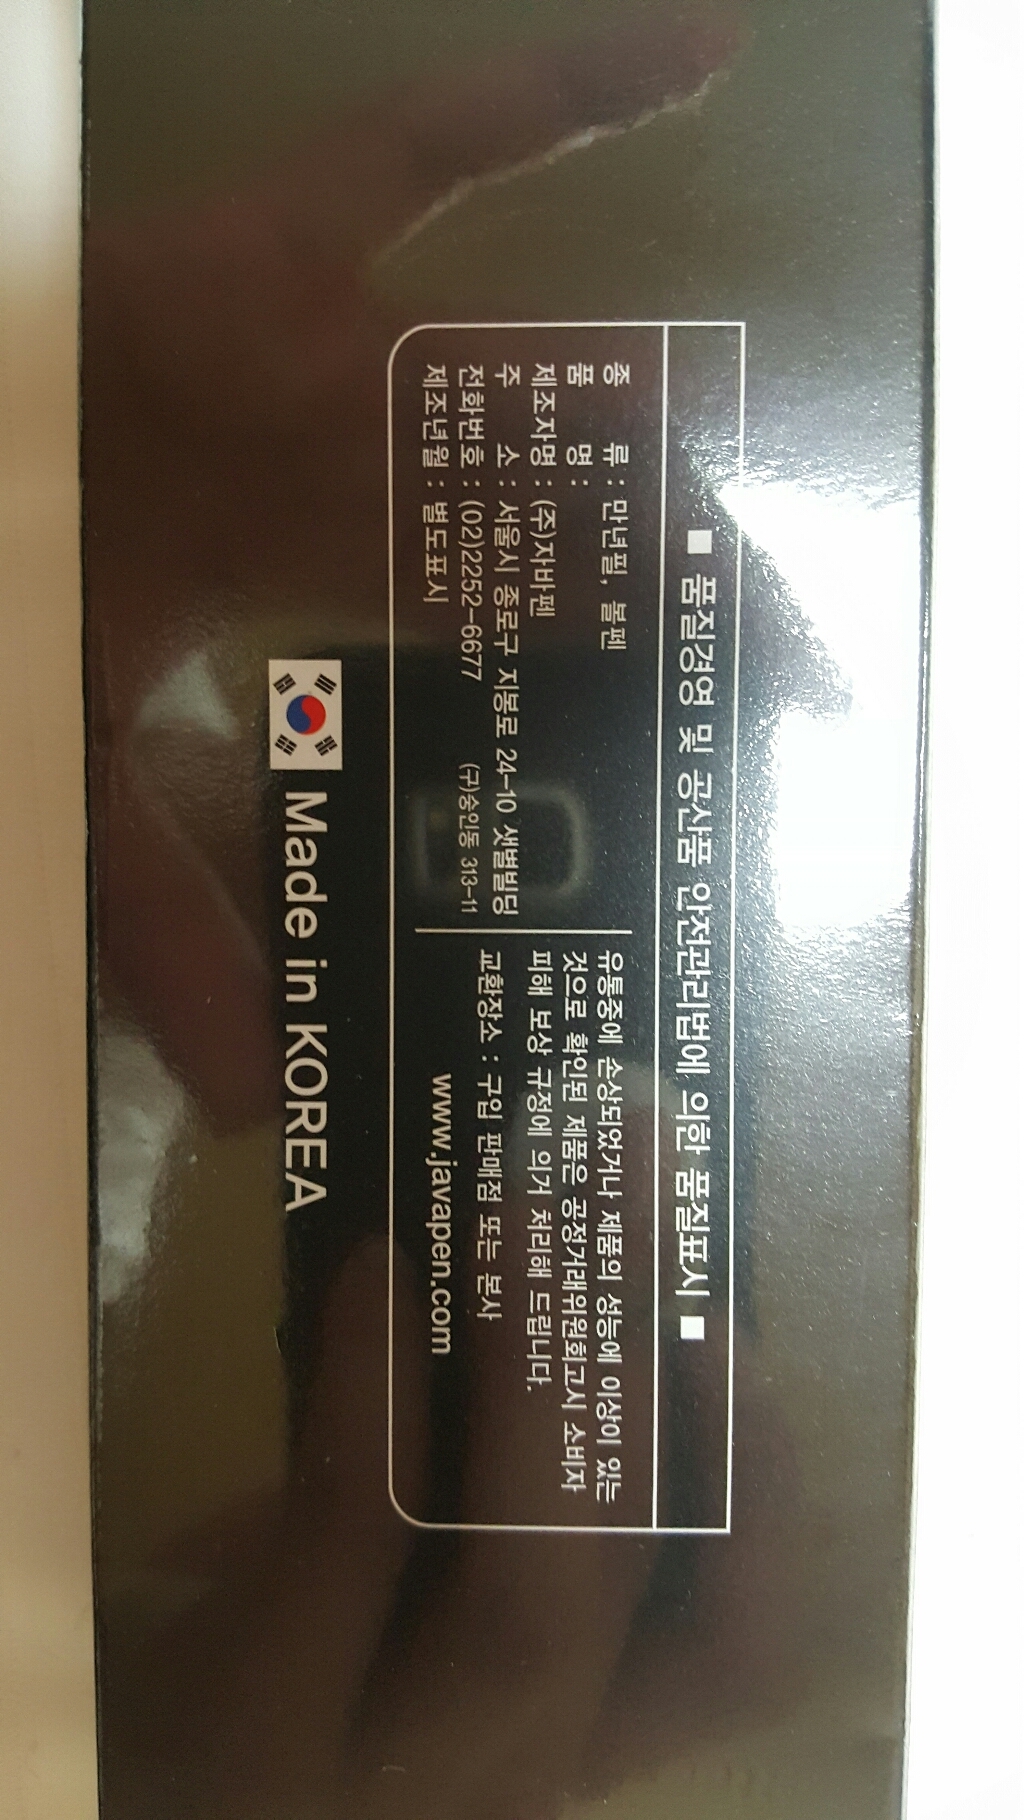 ■ 품질경영 및 공산품 안전관리법에 의한 품질표시 ■
종 류 : 만년필, 볼펜
품 명 :
제조자명 : (주)자바펜
주 소 : 서울시 종로구 지봉로 24-10 샛별빌딩
(구)숭인동 313-11
전화번호 : (02)2252-6677
제조년월 : 별도표시
유통중에 손상되었거나 제품의 성능에 이상이 있는
것으로 확인된 제품은 공정거래위원회고시 소비자
피해 보상 규정에 의거 처리해 드립니다.
교환장소 : 구입 판매점 또는 본사
www.javapen.com
Made in KOREA